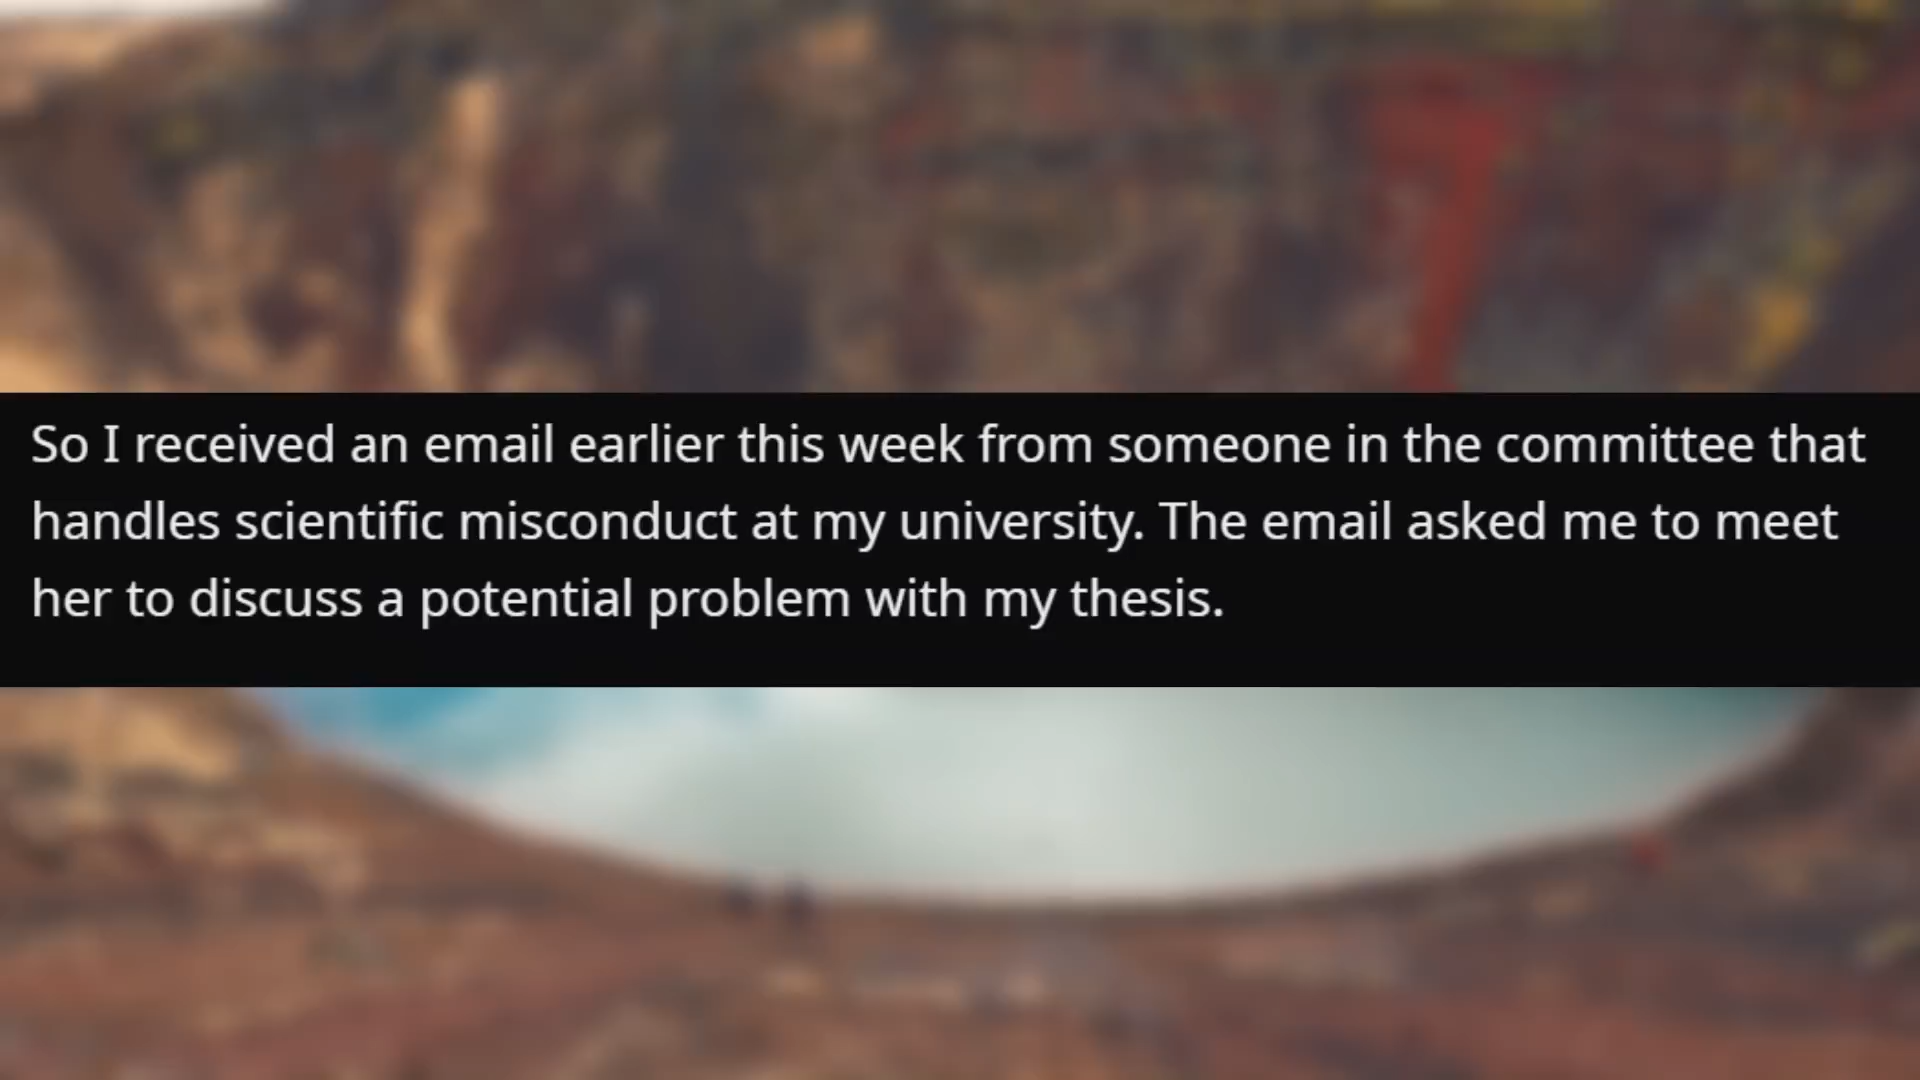 So I received an email earlier this week from someone in the committee that
handles scientific misconduct at my university. The email asked me to meet
her to discuss a potential problem with my thesis.